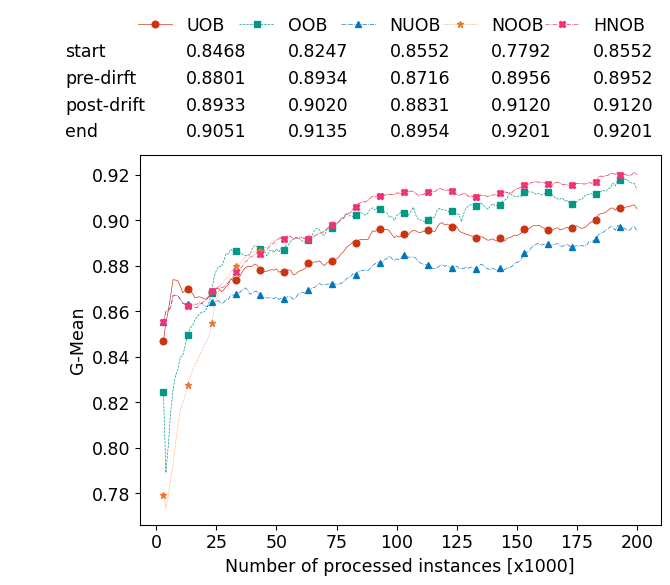 UOB OOB NUOB NOOB HNOB
start 0.8468 0.8247 0.8552 0.7792 0.8552
pre-dirft 0.8801 0.8934 0.8716 0.8956 0.8952
post-drift 0.8933 0.9020 0.8831 0.9120 0.9120
end 0.9051 0.9135 0.8954 0.9201 0.9201
0.92
0.90
0.88
0.86
0.84
0.82
0.80
0.78
G-Mean
0 25 50 75 100 125 150 175 200
Number of processed instances [x1000]